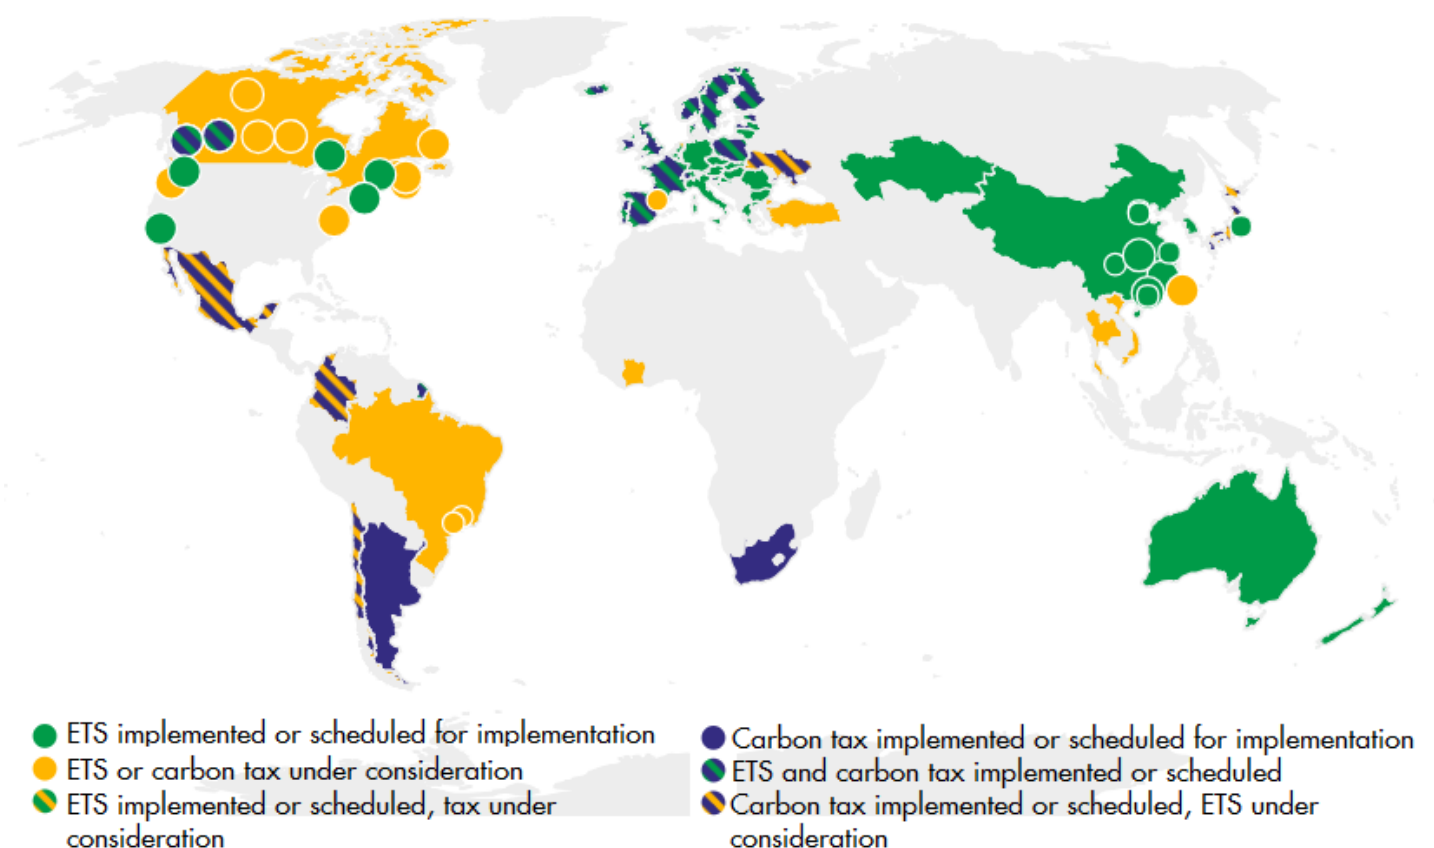 ETS implemented or scheduled for implementation
ETS or carbon tax under consideration
ETS implemented or scheduled, tax under
consideration
Carbon tax implemented or scheduled for implementation
ETS and carbon tax implemented or scheduled
Carbon tax implemented or scheduled, ETS under
consideration